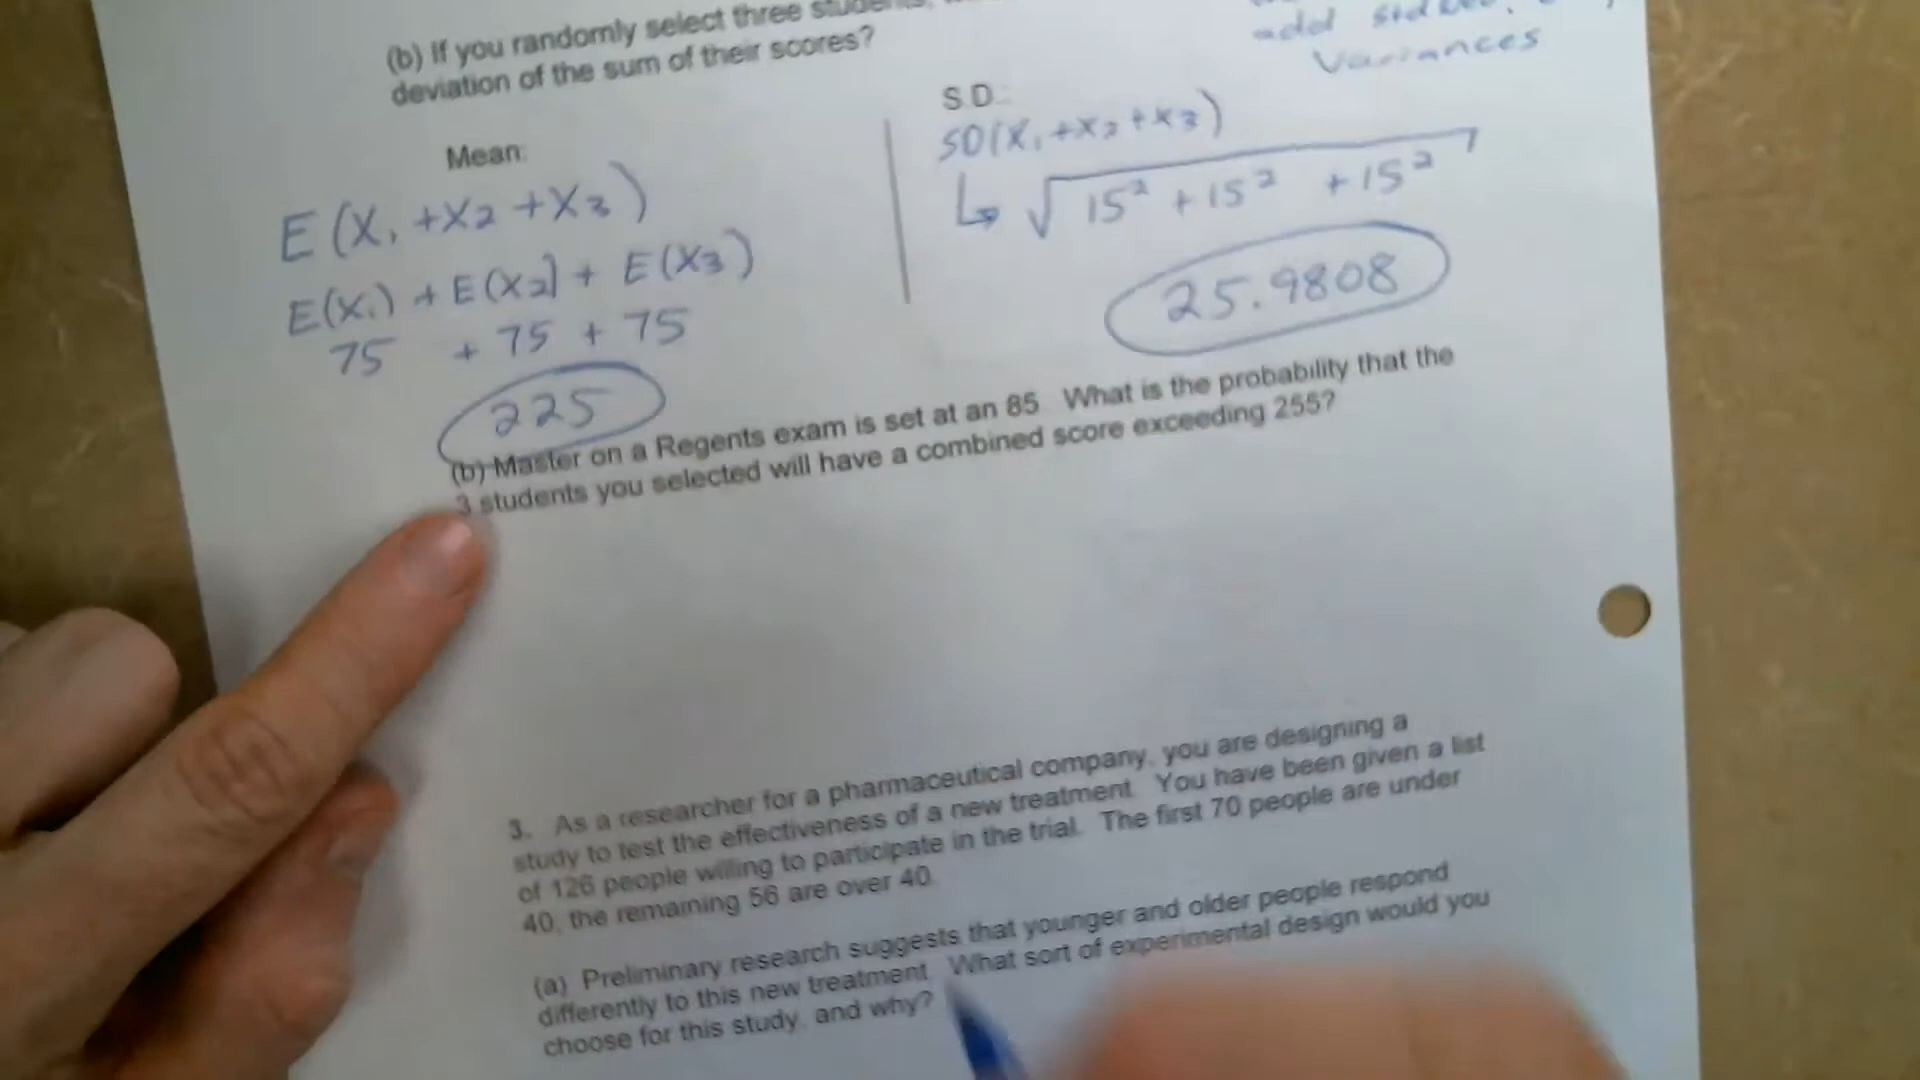 (b) If you randomly select three students,
deviation of the sum of their scores?
add
Variances
Mean:
E(X₁ +X₂ +X₃)
E(X₁) + E(X₂) + E(X₃)
75 + 75 + 75
225
S.D.:
SD(X₁+X₂+X₃)
↳ √15² +15² +15²
25.9808
(b) Master on a Regents exam is set at an 85. What is the probability that the
3 students you selected will have a combined score exceeding 255?
3. As a researcher for a pharmaceutical company, you are designing a
study to test the effectiveness of a new treatment. You have been given a list
of 126 people willing to participate in the trial. The first 70 people are under
40, the remaining 56 are over 40.
(a) Preliminary research suggests that younger and older people respond
differently to this new treatment. What sort of experimental design would you
choose for this study, and why?